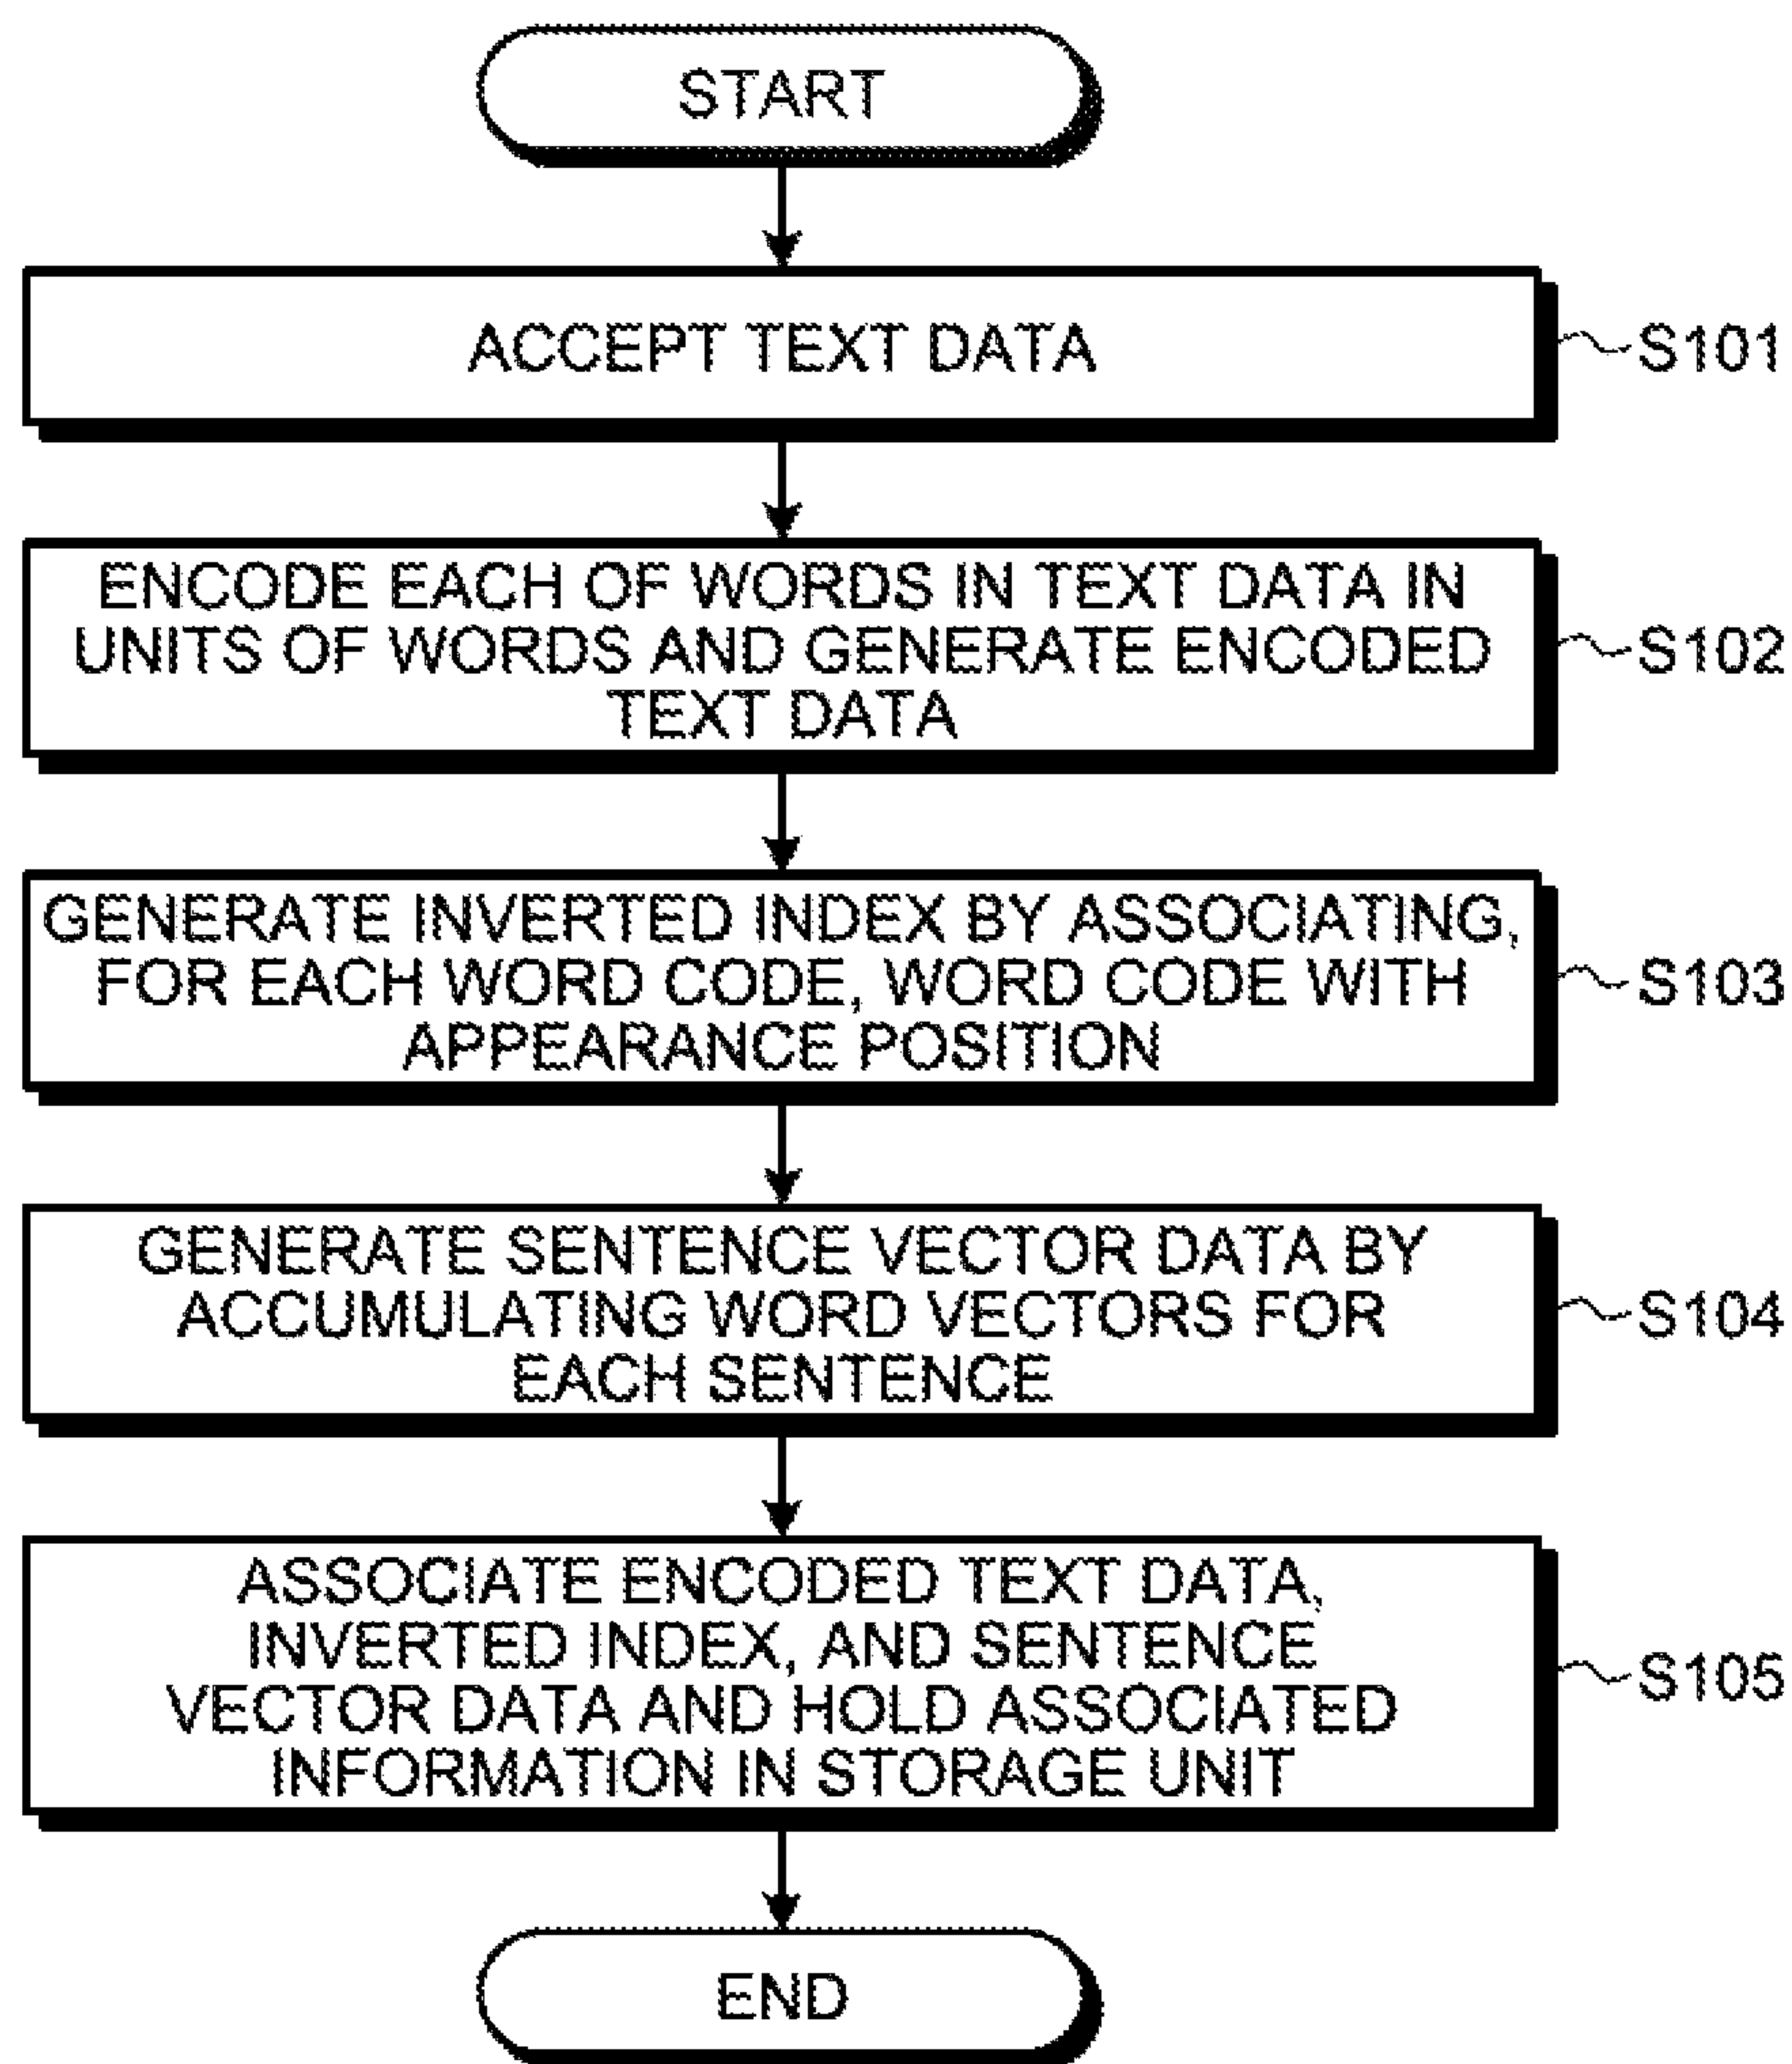 START
ACCEPT TEXT DATA
S101
ENCODE EACH OF WORDS IN TEXT DATA IN
UNITS OF WORDS AND GENERATE ENCODED
TEXT DATA
S102
GENERATE INVERTED INDEX BY ASSOCIATING,
FOR EACH WORD CODE, WORD CODE WITH
APPEARANCE POSITION
S103
GENERATE SENTENCE VECTOR DATA BY
ACCUMULATING WORD VECTORS FOR
EACH SENTENCE
S104
ASSOCIATE ENCODED TEXT DATA,
INVERTED INDEX, AND SENTENCE
VECTOR DATA AND HOLD ASSOCIATED
INFORMATION IN STORAGE UNIT
S105
END